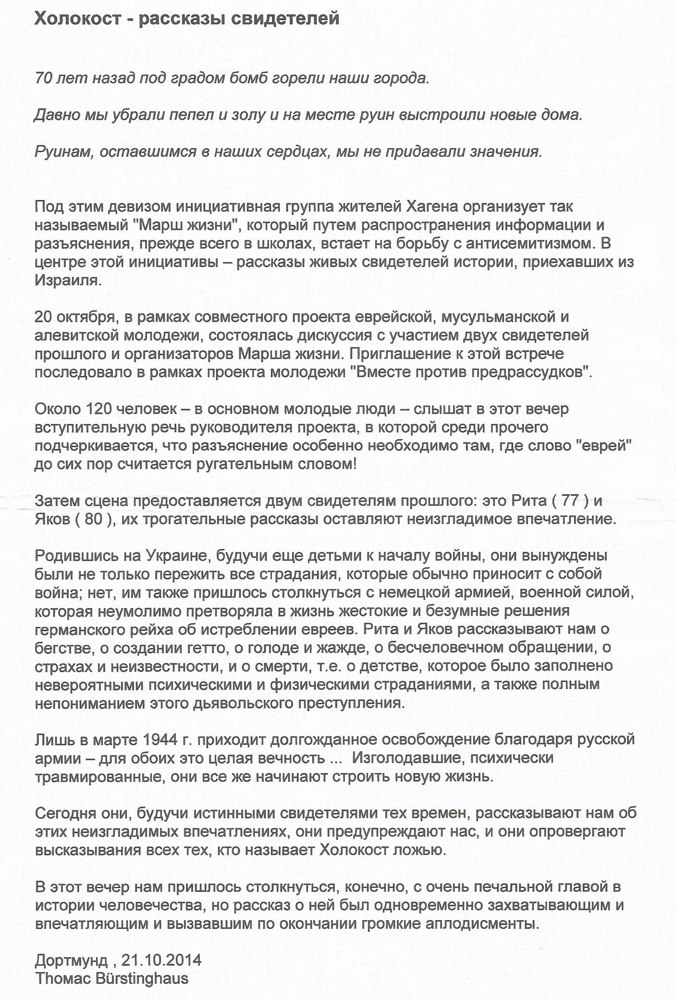 Холокост - рассказы свидетелей
70 лет назад под градом бомб горели наши города.
Давно мы убрали пепел и золу и на месте руин выстроили новые дома.
Руинам, оставшимся в наших сердцах, мы не придавали значения.
Под этим девизом инициативная группа жителей Хагена организует так
называемый "Марш жизни", который путем распространения информации и
разъяснения, прежде всего в школах, встает на борьбу с антисемитизмом. В
центре этой инициативы – рассказы живых свидетелей истории, приехавших из
Израиля.
20 октября, в рамках совместного проекта еврейской, мусульманской и
алевитской молодежи, состоялась дискуссия с участием двух свидетелей
прошлого и организаторов Марша жизни. Приглашение к этой встрече
последовало в рамках проекта молодежи "Вместе против предрассудков".
Около 120 человек – в основном молодые люди – слышат в этот вечер
вступительную речь руководителя проекта, в которой среди прочего
подчеркивается, что разъяснение особенно необходимо там, где слово "еврей"
до сих пор считается ругательным словом!
Затем сцена предоставляется двум свидетелям прошлого: это Рита ( 77 ) и
Яков ( 80 ), их трогательные рассказы оставляют неизгладимое впечатление.
Родившись на Украине, будучи еще детьми к началу войны, они вынуждены
были не только пережить все страдания, которые обычно приносит с собой
война; нет, им также пришлось столкнуться с немецкой армией, военной силой,
которая неумолимо претворяла в жизнь жестокие и безумные решения
германского рейха об истреблении евреев. Рита и Яков рассказывают нам о
бегстве, о создании гетто, о голоде и жажде, о бесчеловечном обращении, о
страхах и неизвестности, и о смерти, т.е. о детстве, которое было заполнено
невероятными психическими и физическими страданиями, а также полным
непониманием этого дьявольского преступления.
Лишь в марте 1944 г. приходит долгожданное освобождение благодаря русской
армии – для обоих это целая вечность ...  Изголодавшие, психически
травмированные, они все же начинают строить новую жизнь.
Сегодня они, будучи истинными свидетелями тех времен, рассказывают нам об
этих неизгладимых впечатлениях, они предупреждают нас, и они опровергают
высказывания всех тех, кто называет Холокост ложью.
В этот вечер нам пришлось столкнуться, конечно, с очень печальной главой в
истории человечества, но рассказ о ней был одновременно захватывающим и
впечатляющим и вызвавшим по окончании громкие аплодисменты.
Дортмунд , 21.10.2014
Thомас Bürstinghaus